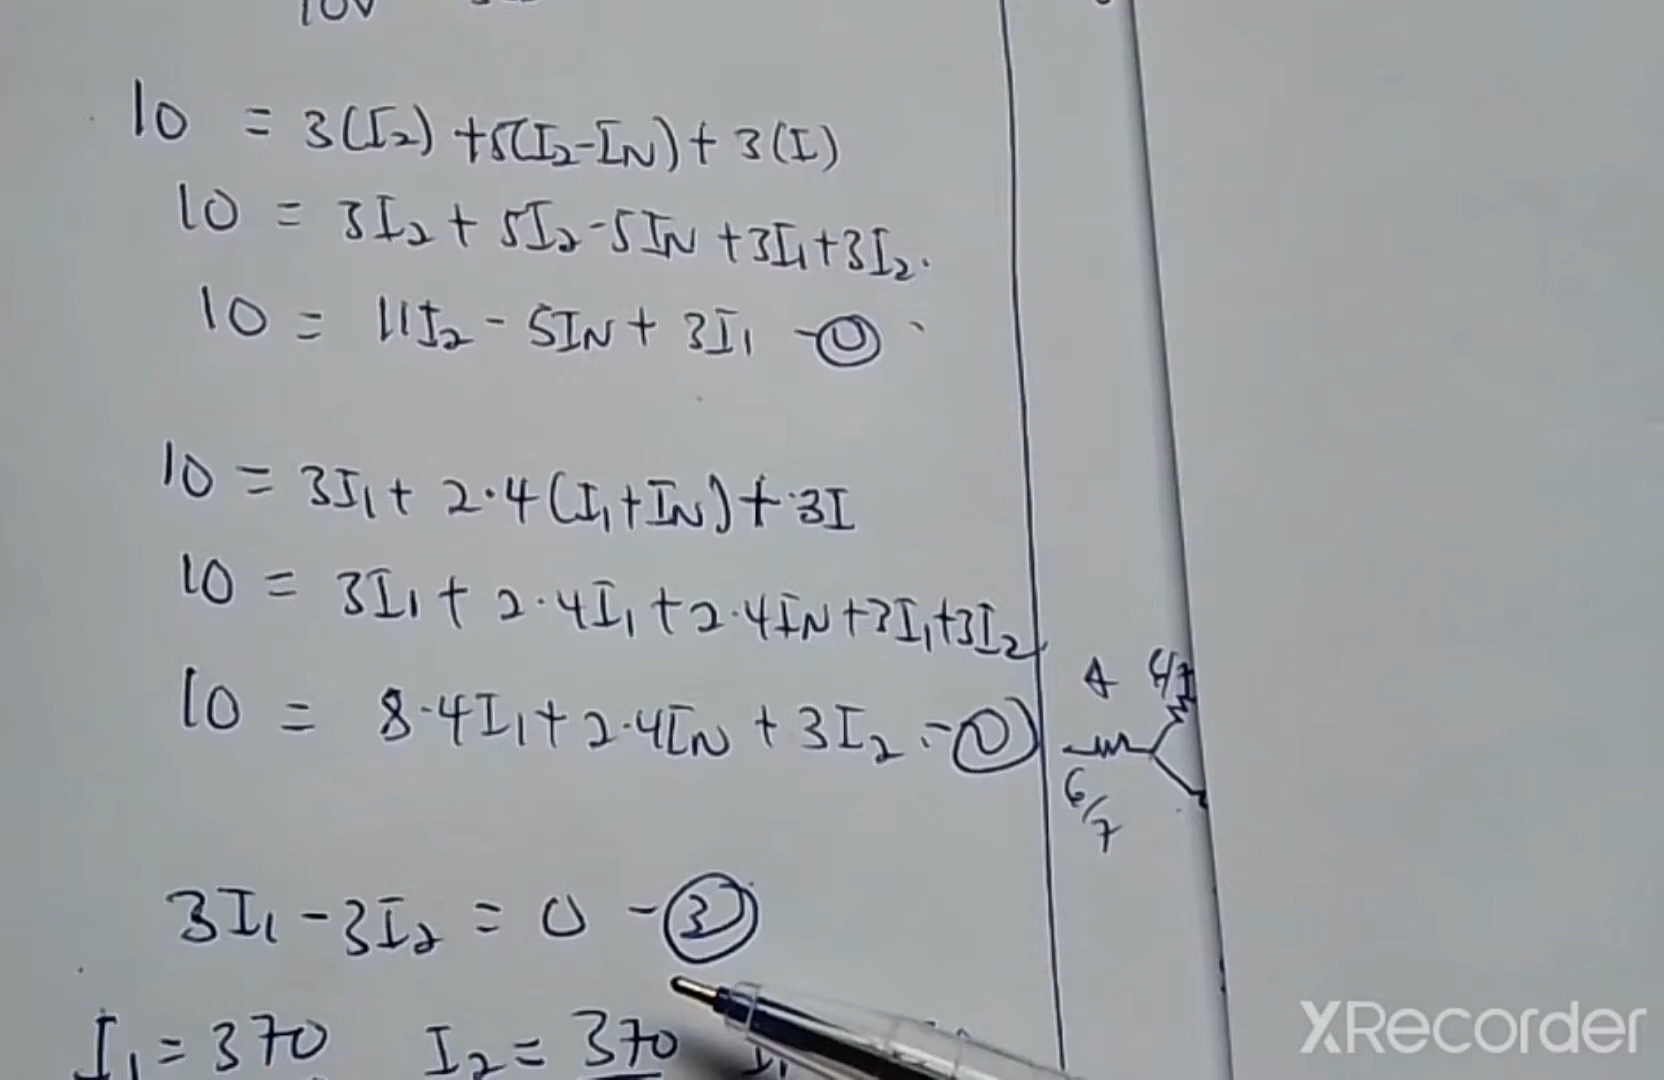 10V
10 = 3(I2) + 5(I2-IN) + 3(I)
10 = 3I2 + 5I2 - 5IN + 3I1 + 3I2.
10 = 11I2 - 5IN + 3I1 - ①
10 = 3I1 + 2.4(I1+IN) + 3I
10 = 3I1 + 2.4I1 + 2.4IN + 3I1 + 3I2
10 = 8.4I1 + 2.4IN + 3I2 - ②
A
6/7
3I1 - 3I2 = 0 - ③
I1 = 370 I2 = 370
XRecorder